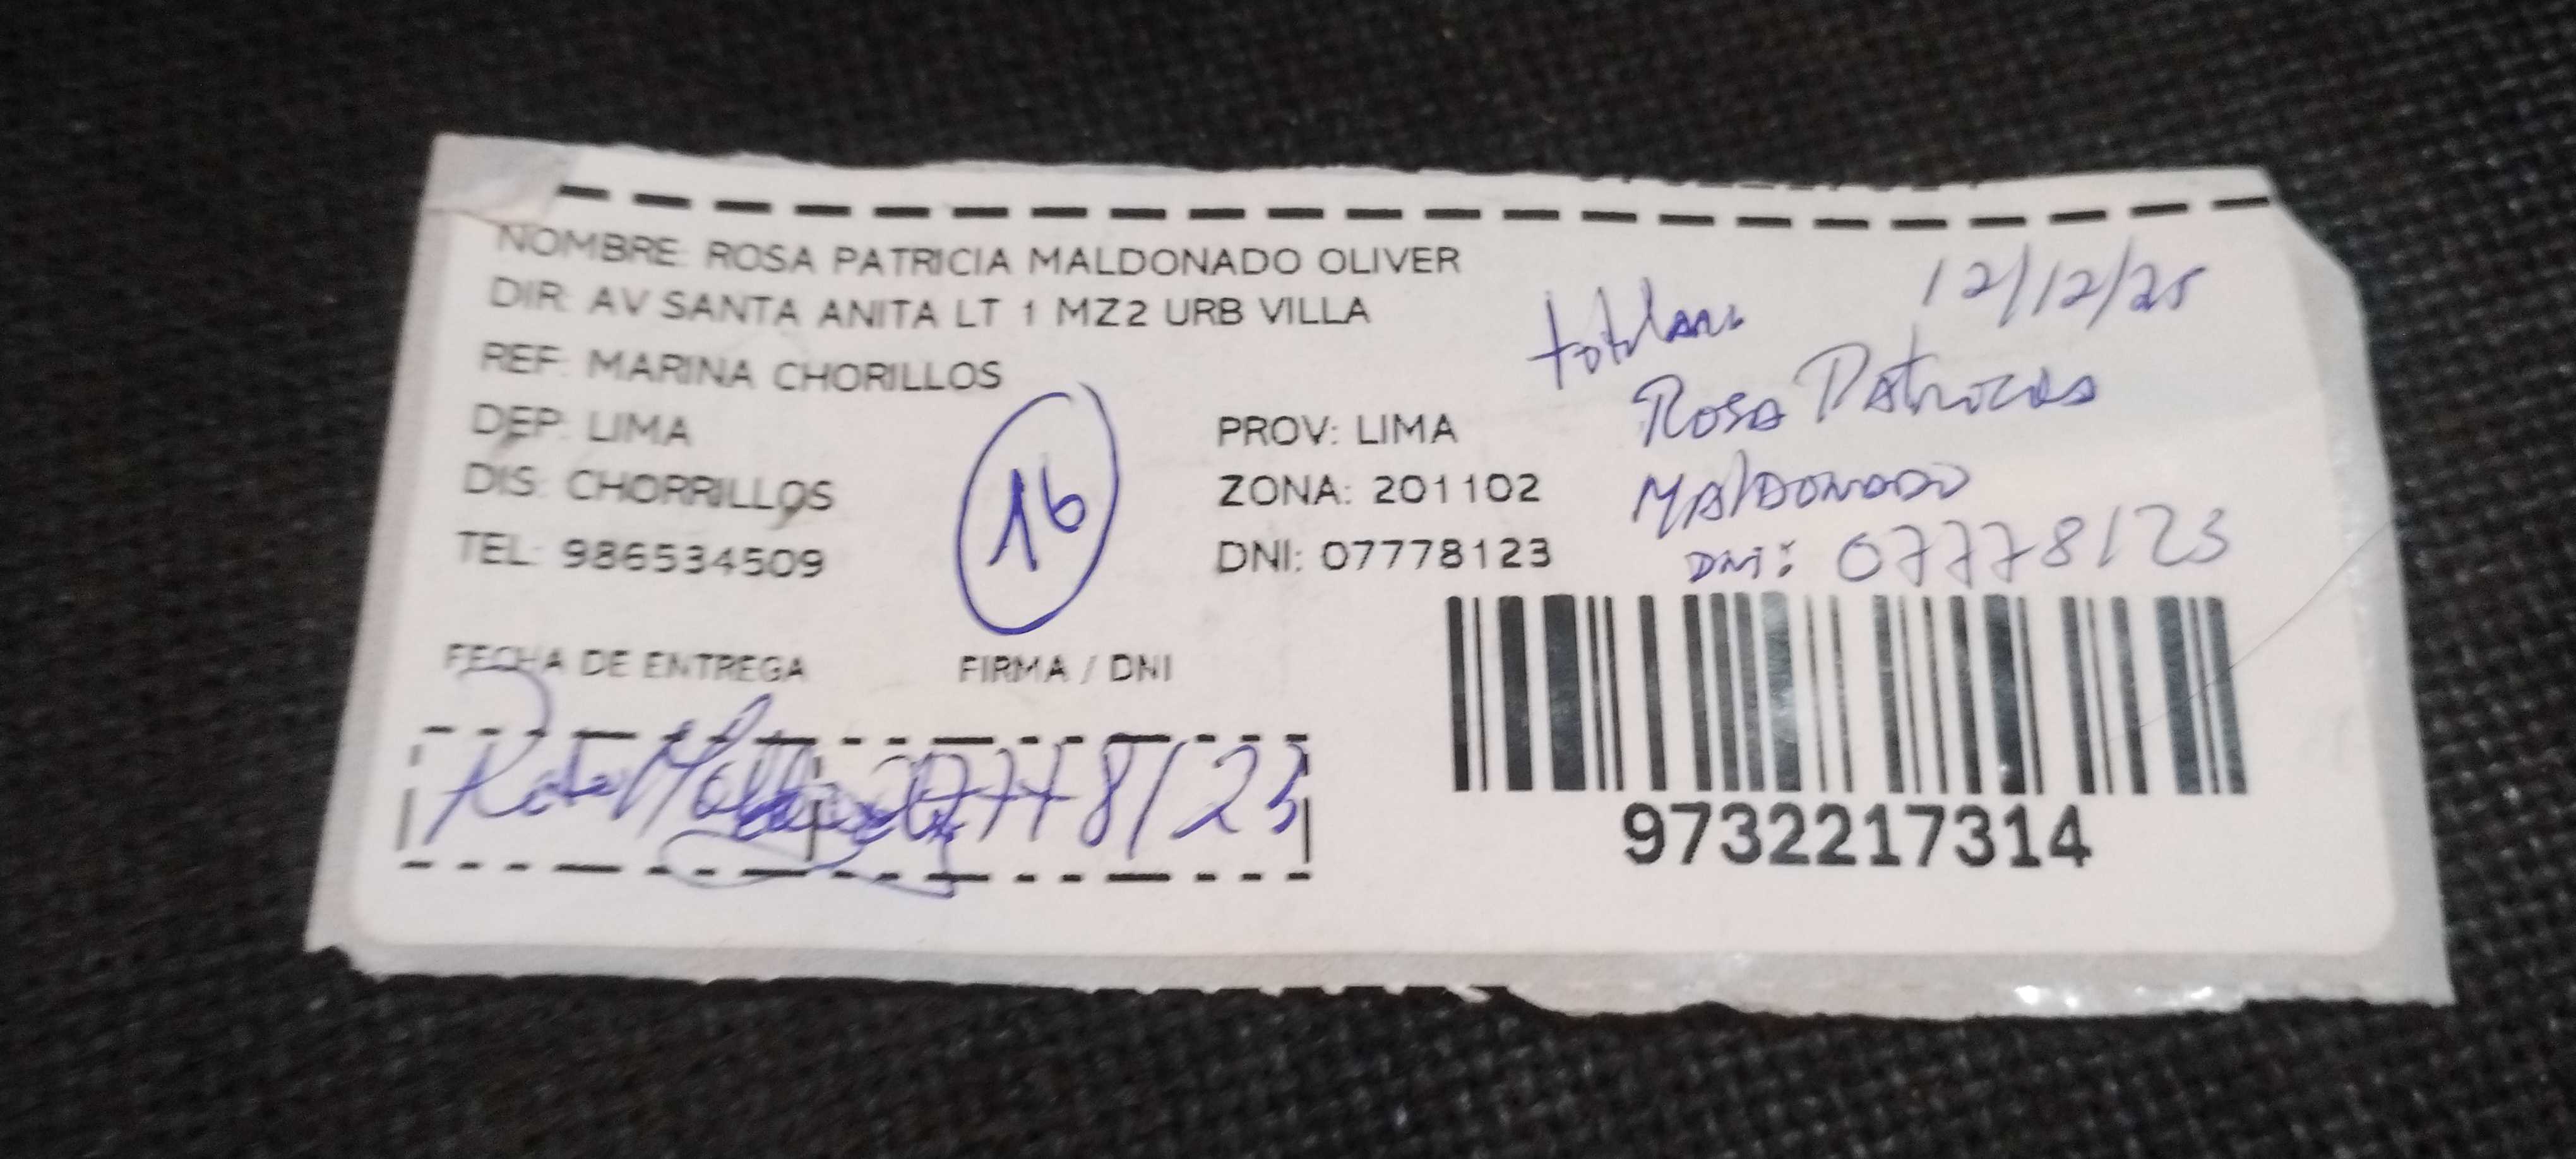 NOMBRE: ROSA PATRICIA MALDONADO OLIVER
DIR: AV SANTA ANITA LT 1 MZ2 URB VILLA
REF: MARINA CHORILLOS
DEP: LIMA
PROV: LIMA
DIS: CHORRILLOS
ZONA: 201102
TEL: 986534509
DNI: 07778123
16
12/12/25
Rosa Patricia
Maldonado
DNI: 07778123
FECHA DE ENTREGA
FIRMA / DNI
9732217314